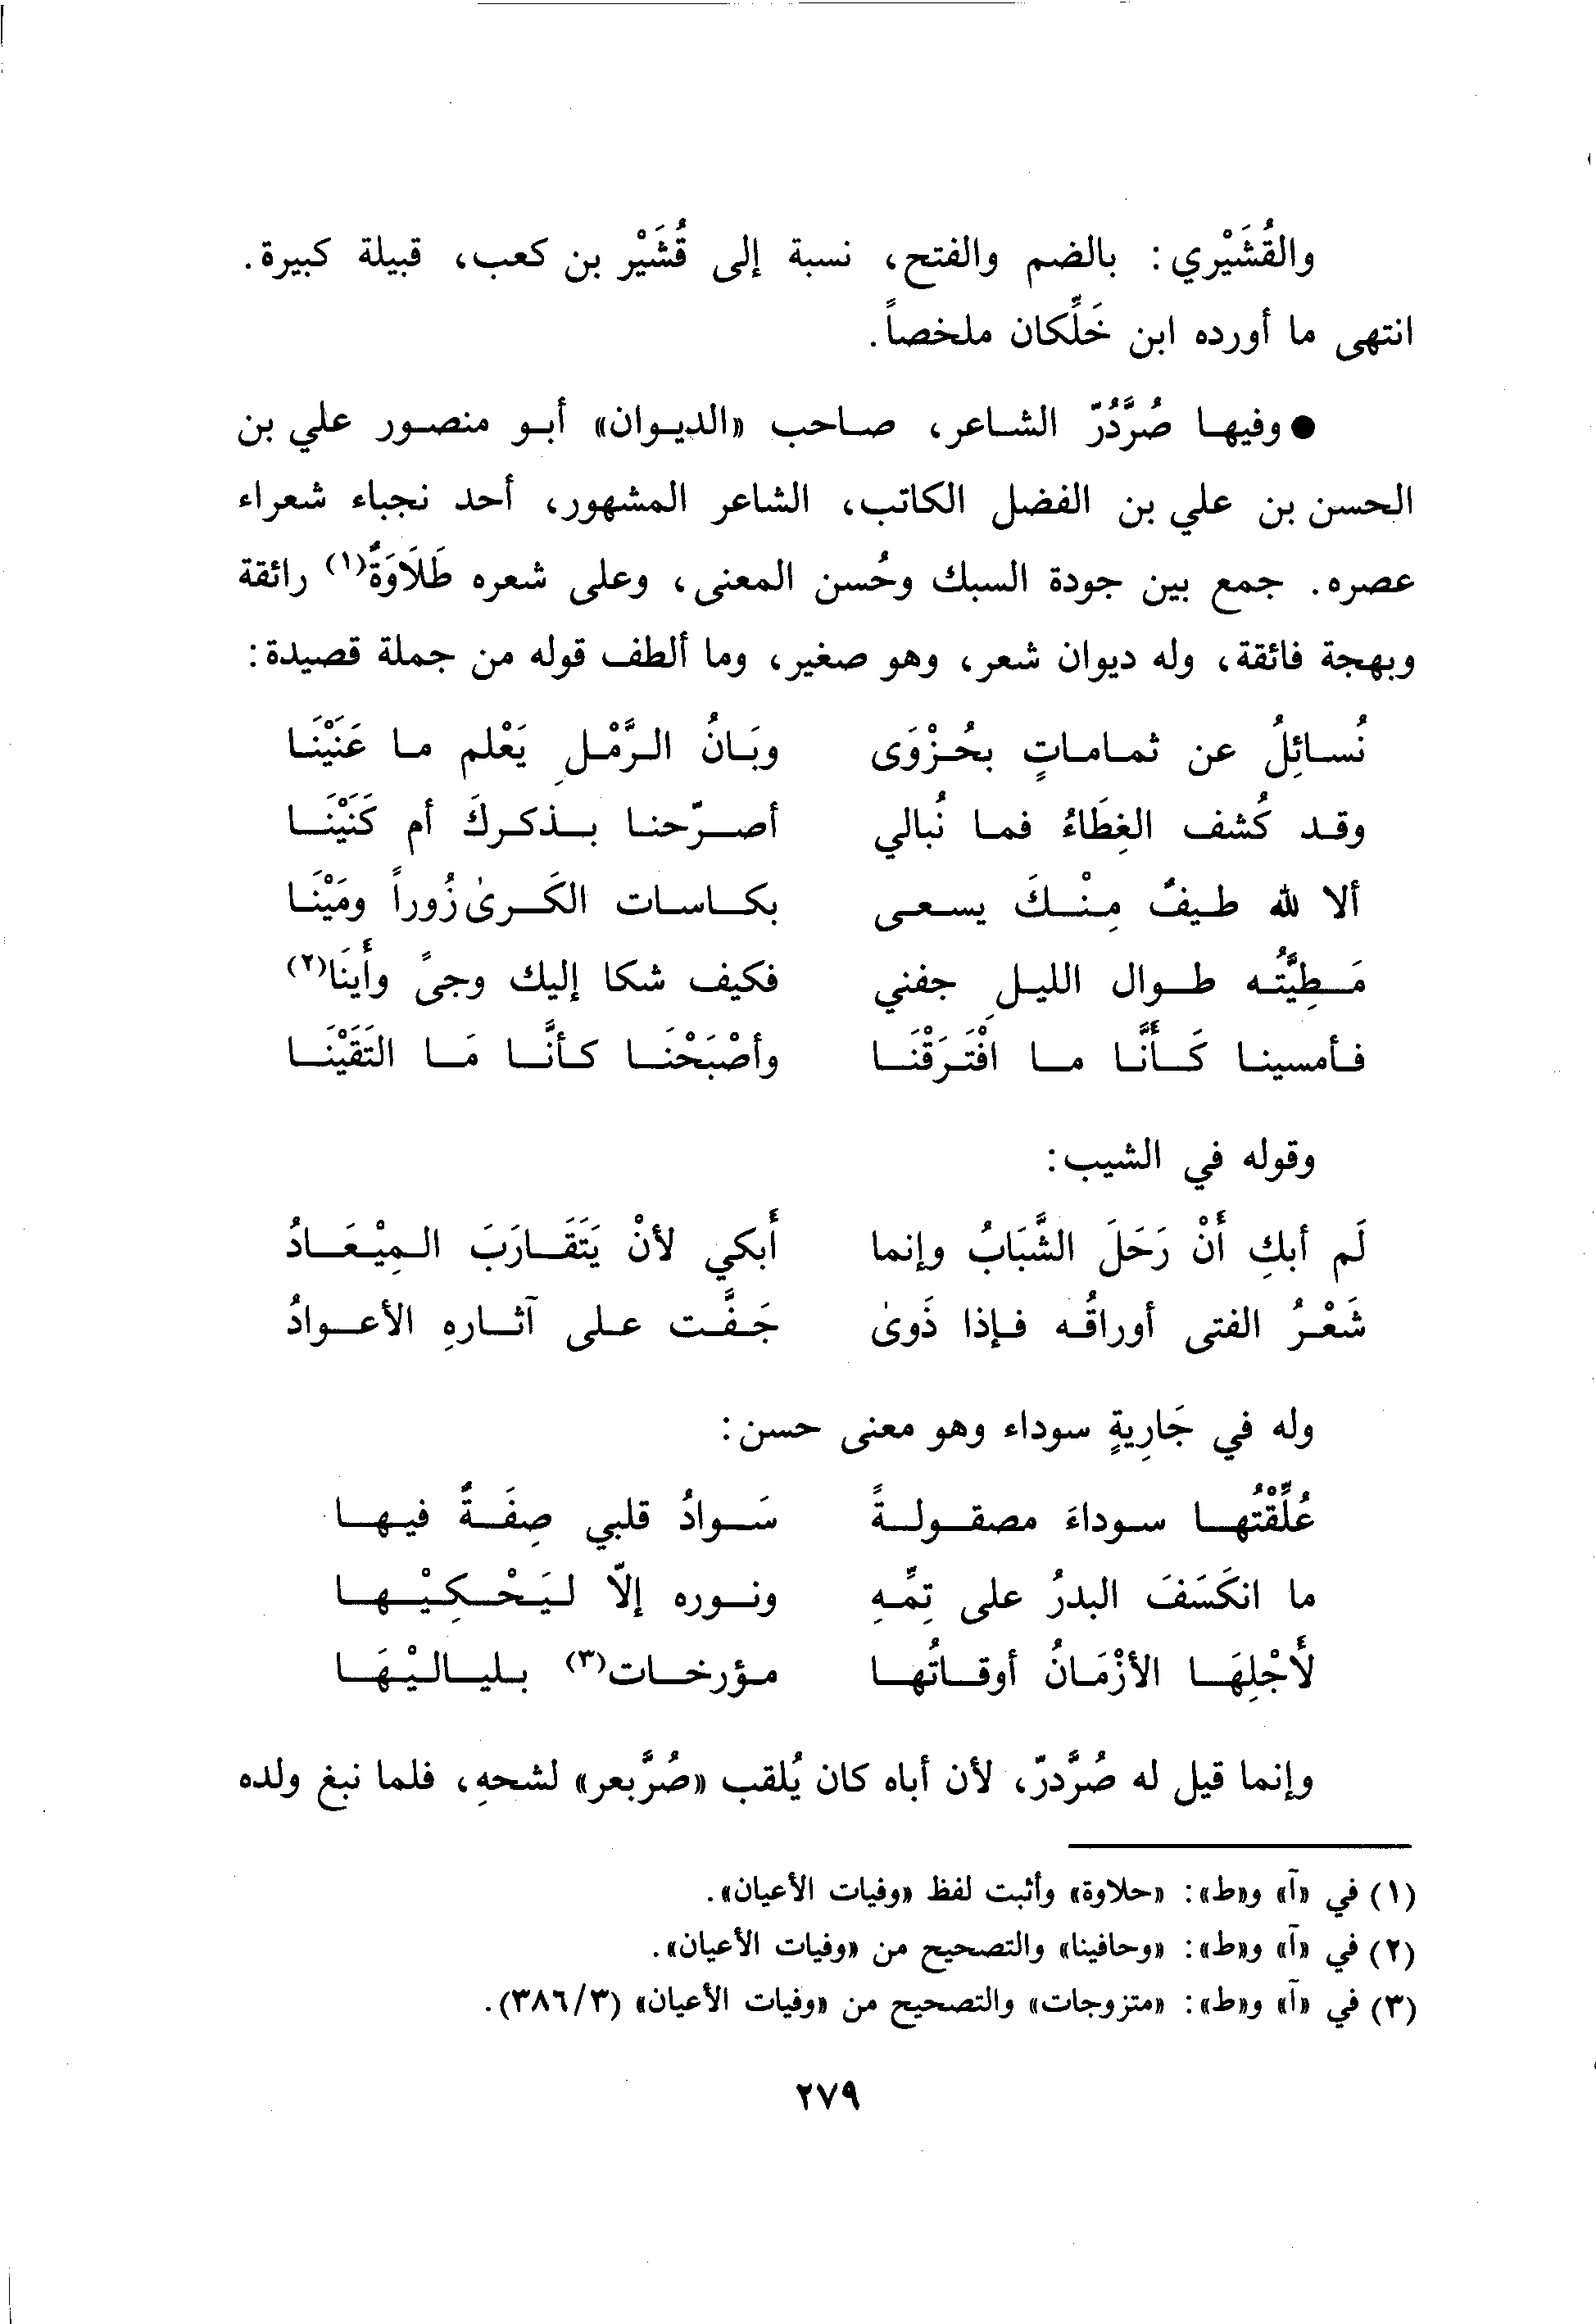 والقُشَيْري: بالضم والفتح، نسبة إلى قُشَيْر بن كعب، قبيلة كبيرة.
انتهى ما أورده ابن خَلِّكان ملخصاً.
● وفيها صُرَّدُرّ الشاعر، صاحب «الديوان» أبو منصور علي بن
الحسن بن علي بن الفضل الكاتب، الشاعر المشهور، أحد نجباء شعراء
عصره. جمع بين جودة السبك وحُسن المعنى، وعلى شعره طَلَاوَةٌ(١) رائقة
وبهجة فائقة، وله ديوان شعر، وهو صغير، وما ألطف قوله من جملة قصيدة:
نُسائِلُ عن ثماماتٍ بحُزْوَى وبَانُ الرَّمْلِ يَعْلم ما عَنَيْنَا
وقد كُشف الغِطَاءُ فما نُبالي أصرّحنا بذكركَ أم كَنَيْنَا
ألا لله طيفٌ مِنْكَ يسعى بكاسات الكَرىٰ زُوراً ومَيْنَا
مَطِيَّتُه طوال الليلِ جفني فكيف شكا إليك وجىً وأَينَا(٢)
فأمسينا كَأَنَّا ما افْتَرَقْنَا وأصْبَحْنَا كأنَّا مَا التَقَيْنَا
وقوله في الشيب:
لَم أبكِ أَنْ رَحَلَ الشَّبَابُ وإنما أَبكي لأنْ يَتَقَارَبَ المِيْعَادُ
شَعْرُ الفتى أوراقُه فإذا ذَوىٰ جَفَّت على آثارهِ الأعوادُ
وله في جَارِيةٍ سوداء وهو معنى حسن:
عُلِّقْتُها سوداءَ مصقولةً سَوادُ قلبي صِفَةٌ فيها
ما انكَسَفَ البدرُ على تِمِّهِ ونوره إلّا ليَحْكِيْها
لأَجْلِهَا الأزْمَانُ أوقاتُها مؤرخات(٣) بلياليْهَا
وإنما قيل له صُرَّدرّ، لأن أباه كان يُلقب «صُرَّبعر» لشحهِ، فلما نبغ ولده
(١) في «آ» و«ط»: «حلاوة» وأثبت لفظ «وفيات الأعيان».
(٢) في «آ» و«ط»: «وحافينا» والتصحيح من «وفيات الأعيان».
(٣) في «آ» و«ط»: «متزوجات» والتصحيح من «وفيات الأعيان» (٣/٣٨٦).
٢٧٩